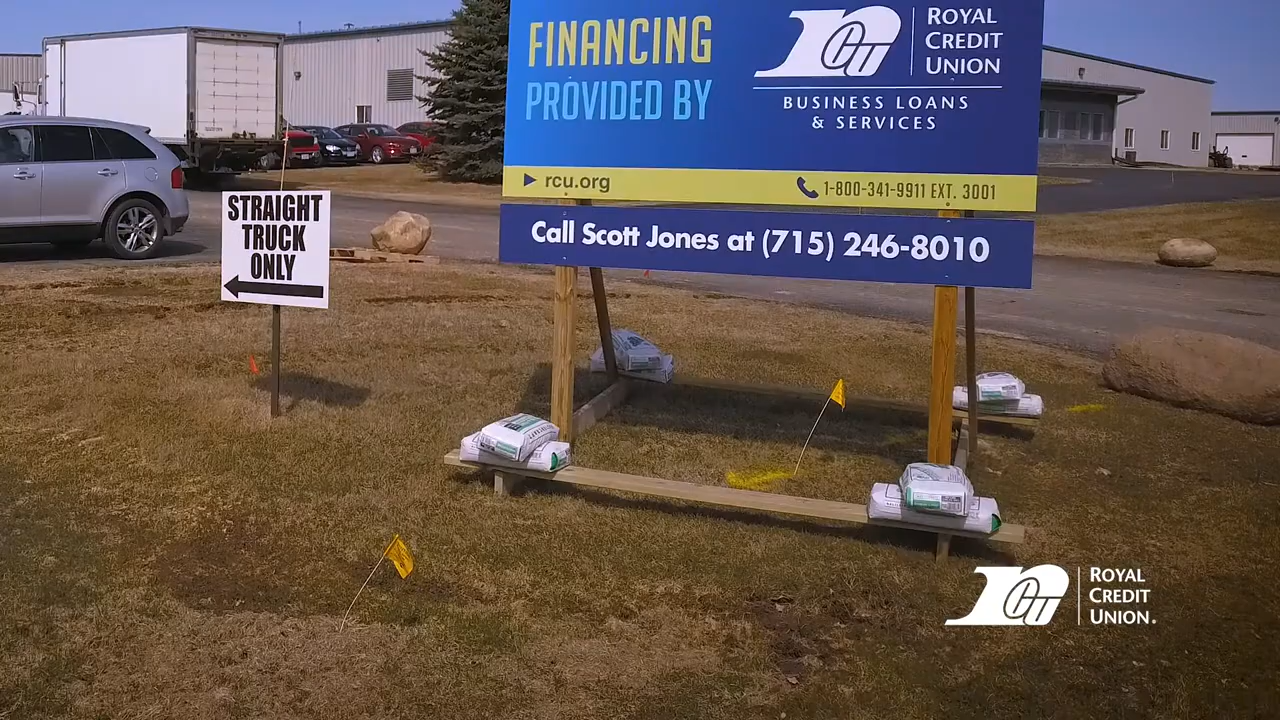 FINANCING
PROVIDED BY
RCU
ROYAL
CREDIT
UNION
BUSINESS LOANS
& SERVICES
rcu.org
1-800-341-9911 EXT. 3001
Call Scott Jones at (715) 246-8010
STRAIGHT
TRUCK
ONLY
RCU
ROYAL
CREDIT
UNION.